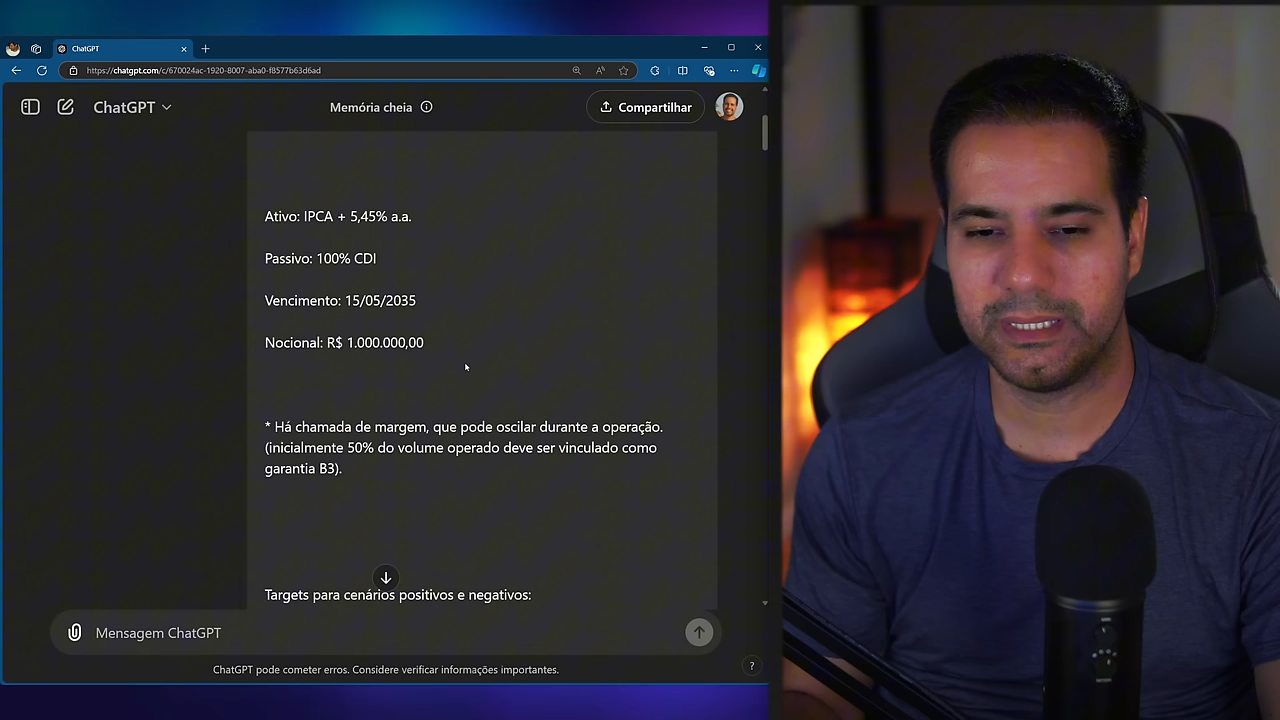 ChatGPT
https://chatgpt.com/c/670024ac-1920-8007-aba0-f8577b63d6ad
ChatGPT
Memória cheia
Compartilhar
Ativo: IPCA + 5,45% a.a.
Passivo: 100% CDI
Vencimento: 15/05/2035
Nocional: R$ 1.000.000,00
* Há chamada de margem, que pode oscilar durante a operação.
(inicialmente 50% do volume operado deve ser vinculado como
garantia B3).
Targets para cenários positivos e negativos:
Mensagem ChatGPT
ChatGPT pode cometer erros. Considere verificar informações importantes.
?